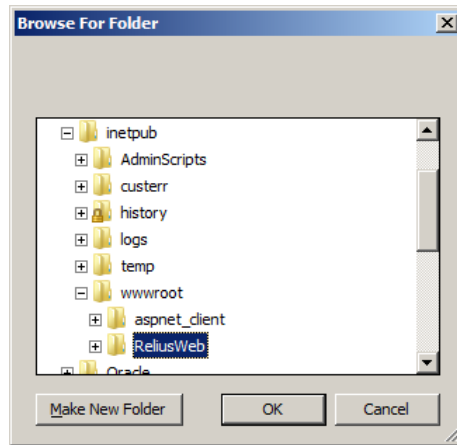 Browse For Folder
inetpub
AdminScripts
custerr
history
logs
temp
wwwroot
aspnet_client
ReliusWeb
Oracle
Make New Folder
OK
Cancel